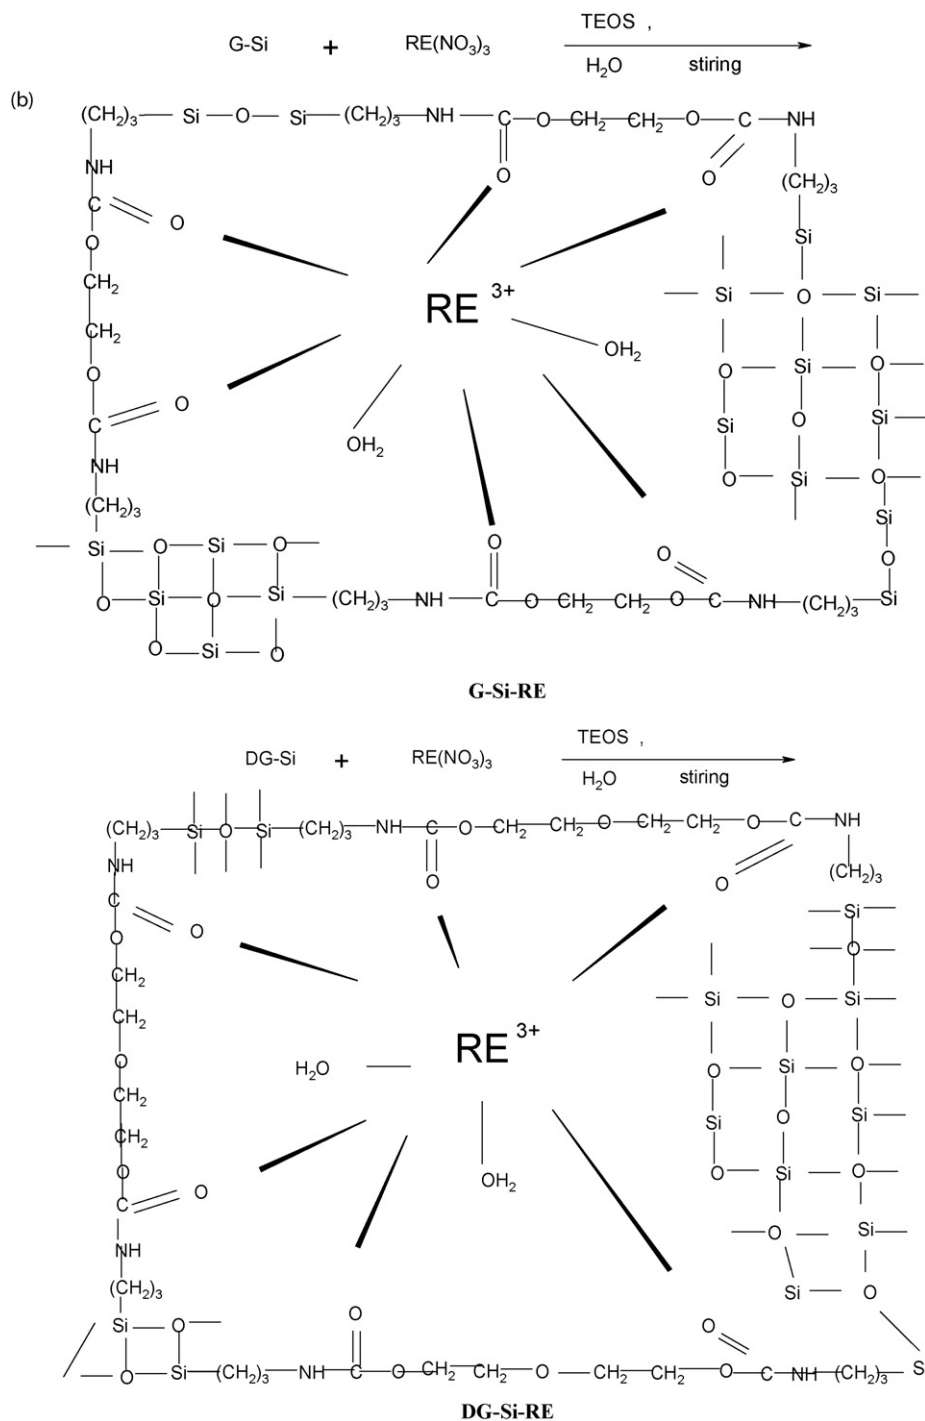 TEOS ,
G-Si + RE(NO3)3
H2O stiring
(b)
(CH2)3 Si O Si (CH2)3 NH C O CH2 CH2 O C NH
NH O O (CH2)3
C O
O Si
CH2 RE 3+ Si O Si
CH2 OH2
O O Si O
C O OH2 Si O Si
NH O Si O
(CH2)3 Si
Si O Si O O O O
O Si O Si (CH2)3 NH C O CH2 CH2 O C NH (CH2)3 Si
O Si O
G-Si-RE
TEOS ,
DG-Si + RE(NO3)3
H2O stiring
(CH2)3 Si O Si (CH2)3 NH C O CH2 CH2 O CH2 CH2 O C NH
NH O O (CH2)3
C O Si
O O
CH2 Si O Si
CH2 RE 3+
O H2O O Si O
CH2 Si O Si
CH2
O OH2 O Si O
C O
NH O Si
(CH2)3 Si O
Si O O O
O Si (CH2)3 NH C O CH2 CH2 O CH2 CH2 O C NH (CH2)3 S
DG-Si-RE